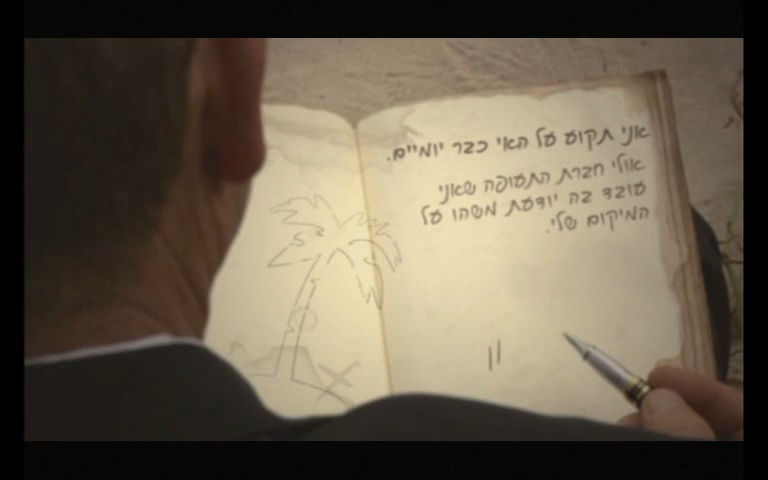 אני תקוע על האי כבר יומיים.
אולי חברת התעופה שאני
עובד בה יודעת משהו על
המיקום שלי.